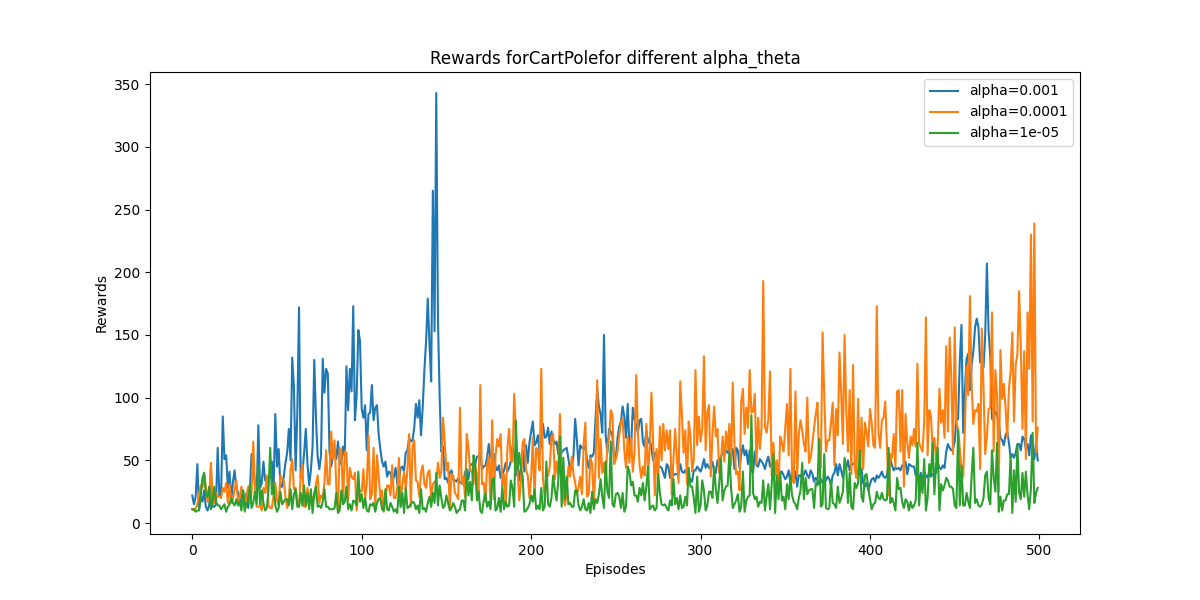 Rewards forCartPolefor different alpha_theta
350
300
250
200
150
100
50
0
Rewards
0 100 200 300 400 500
Episodes
alpha=0.001
alpha=0.0001
alpha=1e-05